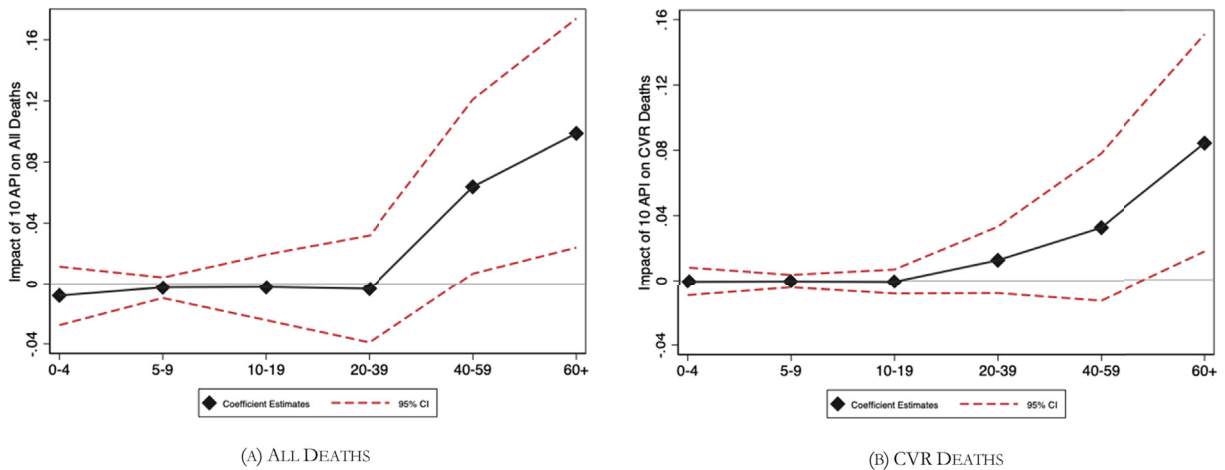 Impact of 10 API on All Deaths
.16
.12
.08
.04
0
-.04
0-4 5-9 10-19 20-39 40-59 60+
Coefficient Estimates 95% CI
(A) ALL DEATHS
Impact of 10 API on CVR Deaths
.16
.12
.08
.04
0
-.04
0-4 5-9 10-19 20-39 40-59 60+
Coefficient Estimates 95% CI
(B) CVR DEATHS